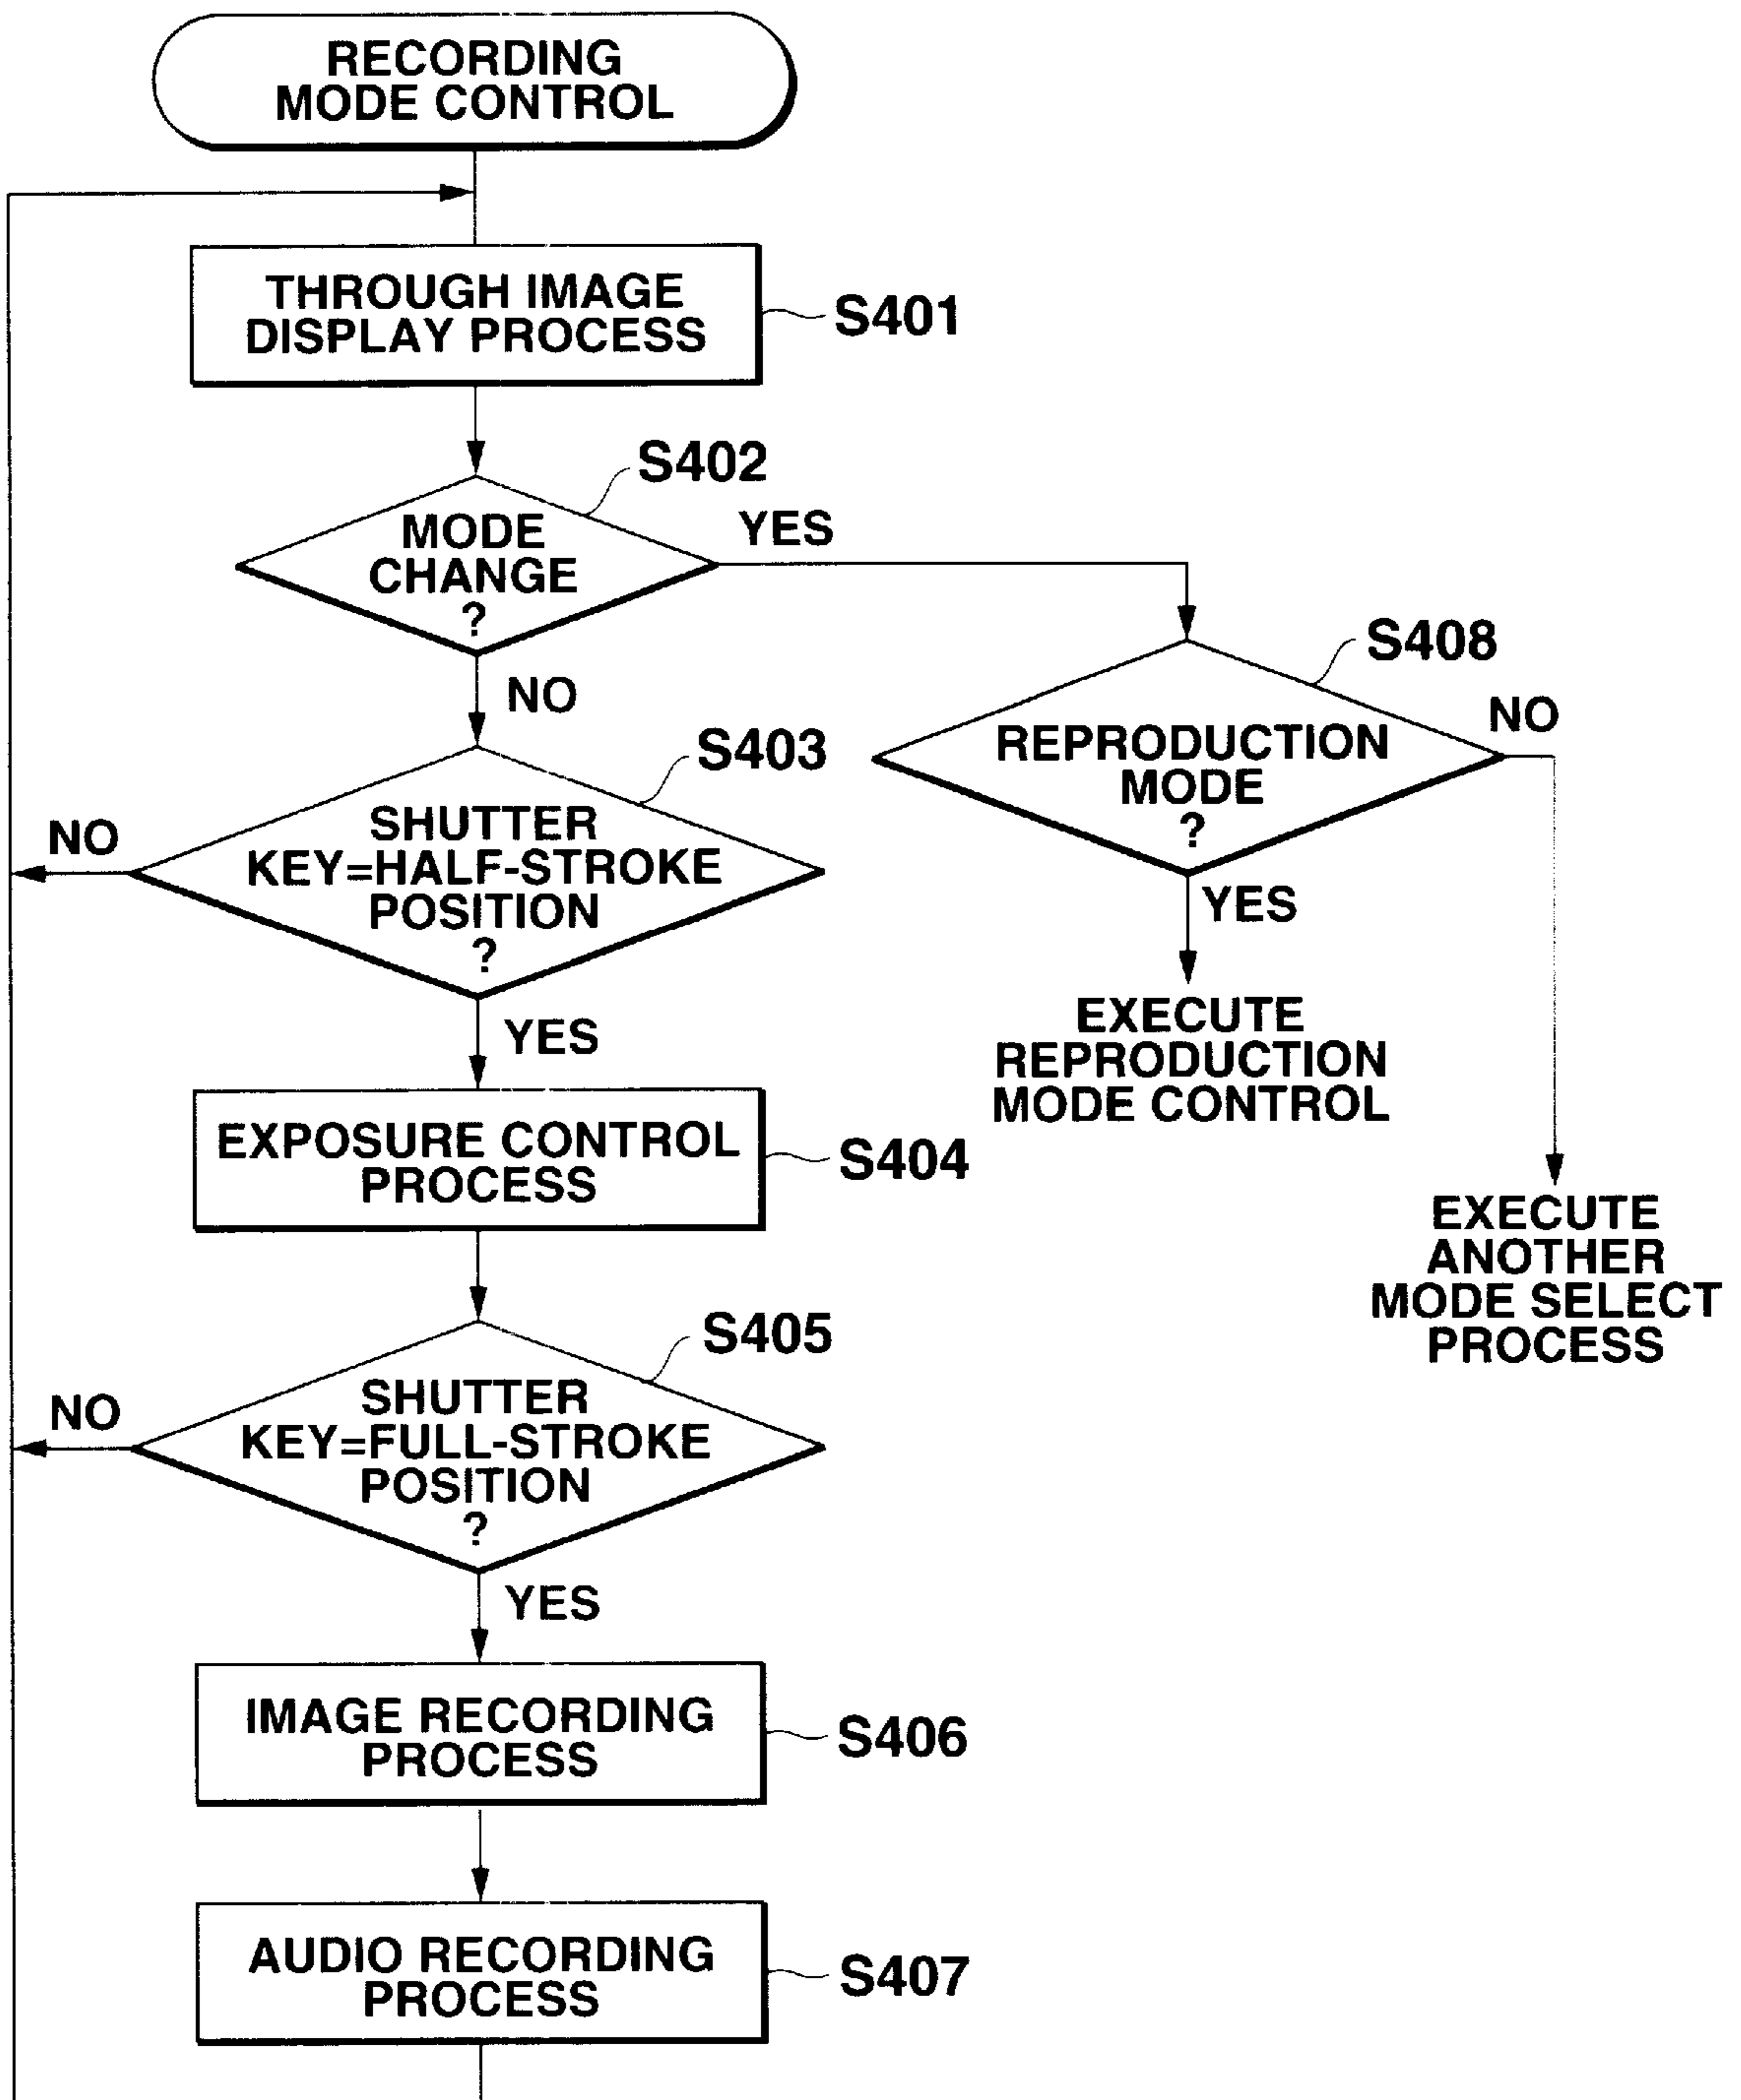 RECORDING
MODE CONTROL
THROUGH IMAGE
DISPLAY PROCESS
S401
S402
MODE
CHANGE
?
YES
NO
S408
REPRODUCTION
MODE
?
NO
YES
EXECUTE
REPRODUCTION
MODE CONTROL
EXECUTE
ANOTHER
MODE SELECT
PROCESS
S403
SHUTTER
KEY=HALF-STROKE
POSITION
?
NO
YES
EXPOSURE CONTROL
PROCESS
S404
S405
SHUTTER
KEY=FULL-STROKE
POSITION
?
NO
YES
IMAGE RECORDING
PROCESS
S406
AUDIO RECORDING
PROCESS
S407